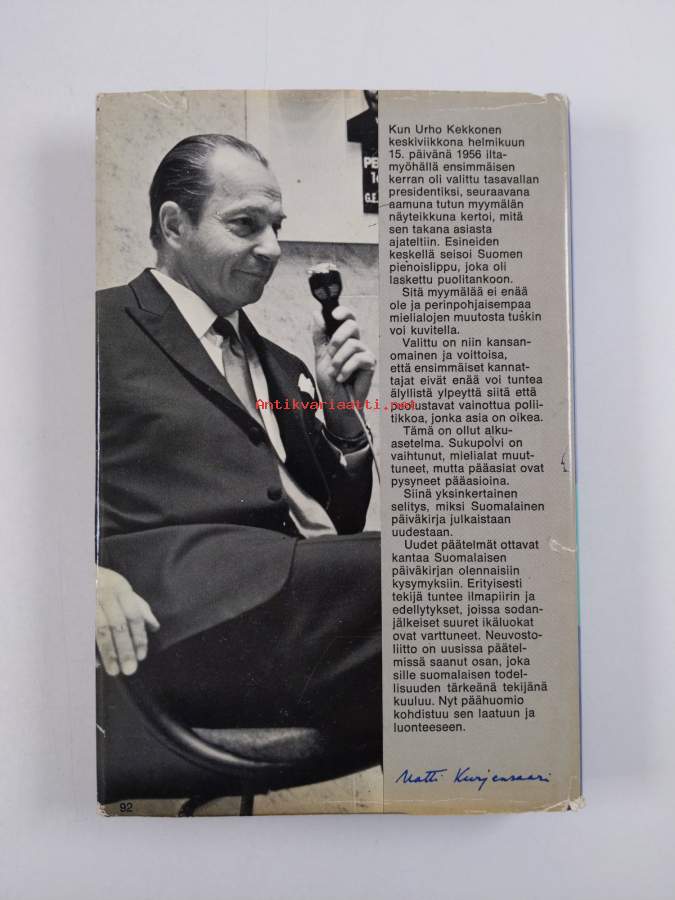 PE
1
G.E.
Kun Urho Kekkonen
keskiviikkona helmikuun
15. päivänä 1956 ilta-
myöhällä ensimmäisen
kerran oli valittu tasavallan
presidentiksi, seuraavana
aamuna tutun myymälän
näyteikkuna kertoi, mitä
sen takana asiasta
ajateltiin. Esineiden
keskellä seisoi Suomen
pienoislippu, joka oli
laskettu puolitankoon.
Sitä myymälää ei enää
ole ja perinpohjaisempaa
mielialojen muutosta tuskin
voi kuvitella.
Valittu on niin kansan-
omainen ja voittoisa,
että ensimmäiset kannat-
tajat eivät enää voi tuntea
älyllistä ylpeyttä siitä että
puolustavat vainottua polii-
tikkoa, jonka asia on oikea.
Tämä on ollut alku-
asetelma. Sukupolvi on
vaihtunut, mielialat muut-
tuneet, mutta pääasiat ovat
pysyneet pääasioina.
Siinä yksinkertainen
selitys, miksi Suomalainen
päiväkirja julkaistaan
uudestaan.
Uudet päätelmät ottavat
kantaa Suomalaisen
päiväkirjan olennaisiin
kysymyksiin. Erityisesti
tekijä tuntee ilmapiirin ja
edellytykset, joissa sodan-
jälkeiset suuret ikäluokat
ovat varttuneet. Neuvosto-
liitto on uusissa päätel-
missä saanut osan, joka
sille suomalaisen todel-
lisuuden tärkeänä tekijänä
kuuluu. Nyt päähuomio
kohdistuu sen laatuun ja
luonteeseen.
Matti Kurjensaari
92
Antikvariaatti.net